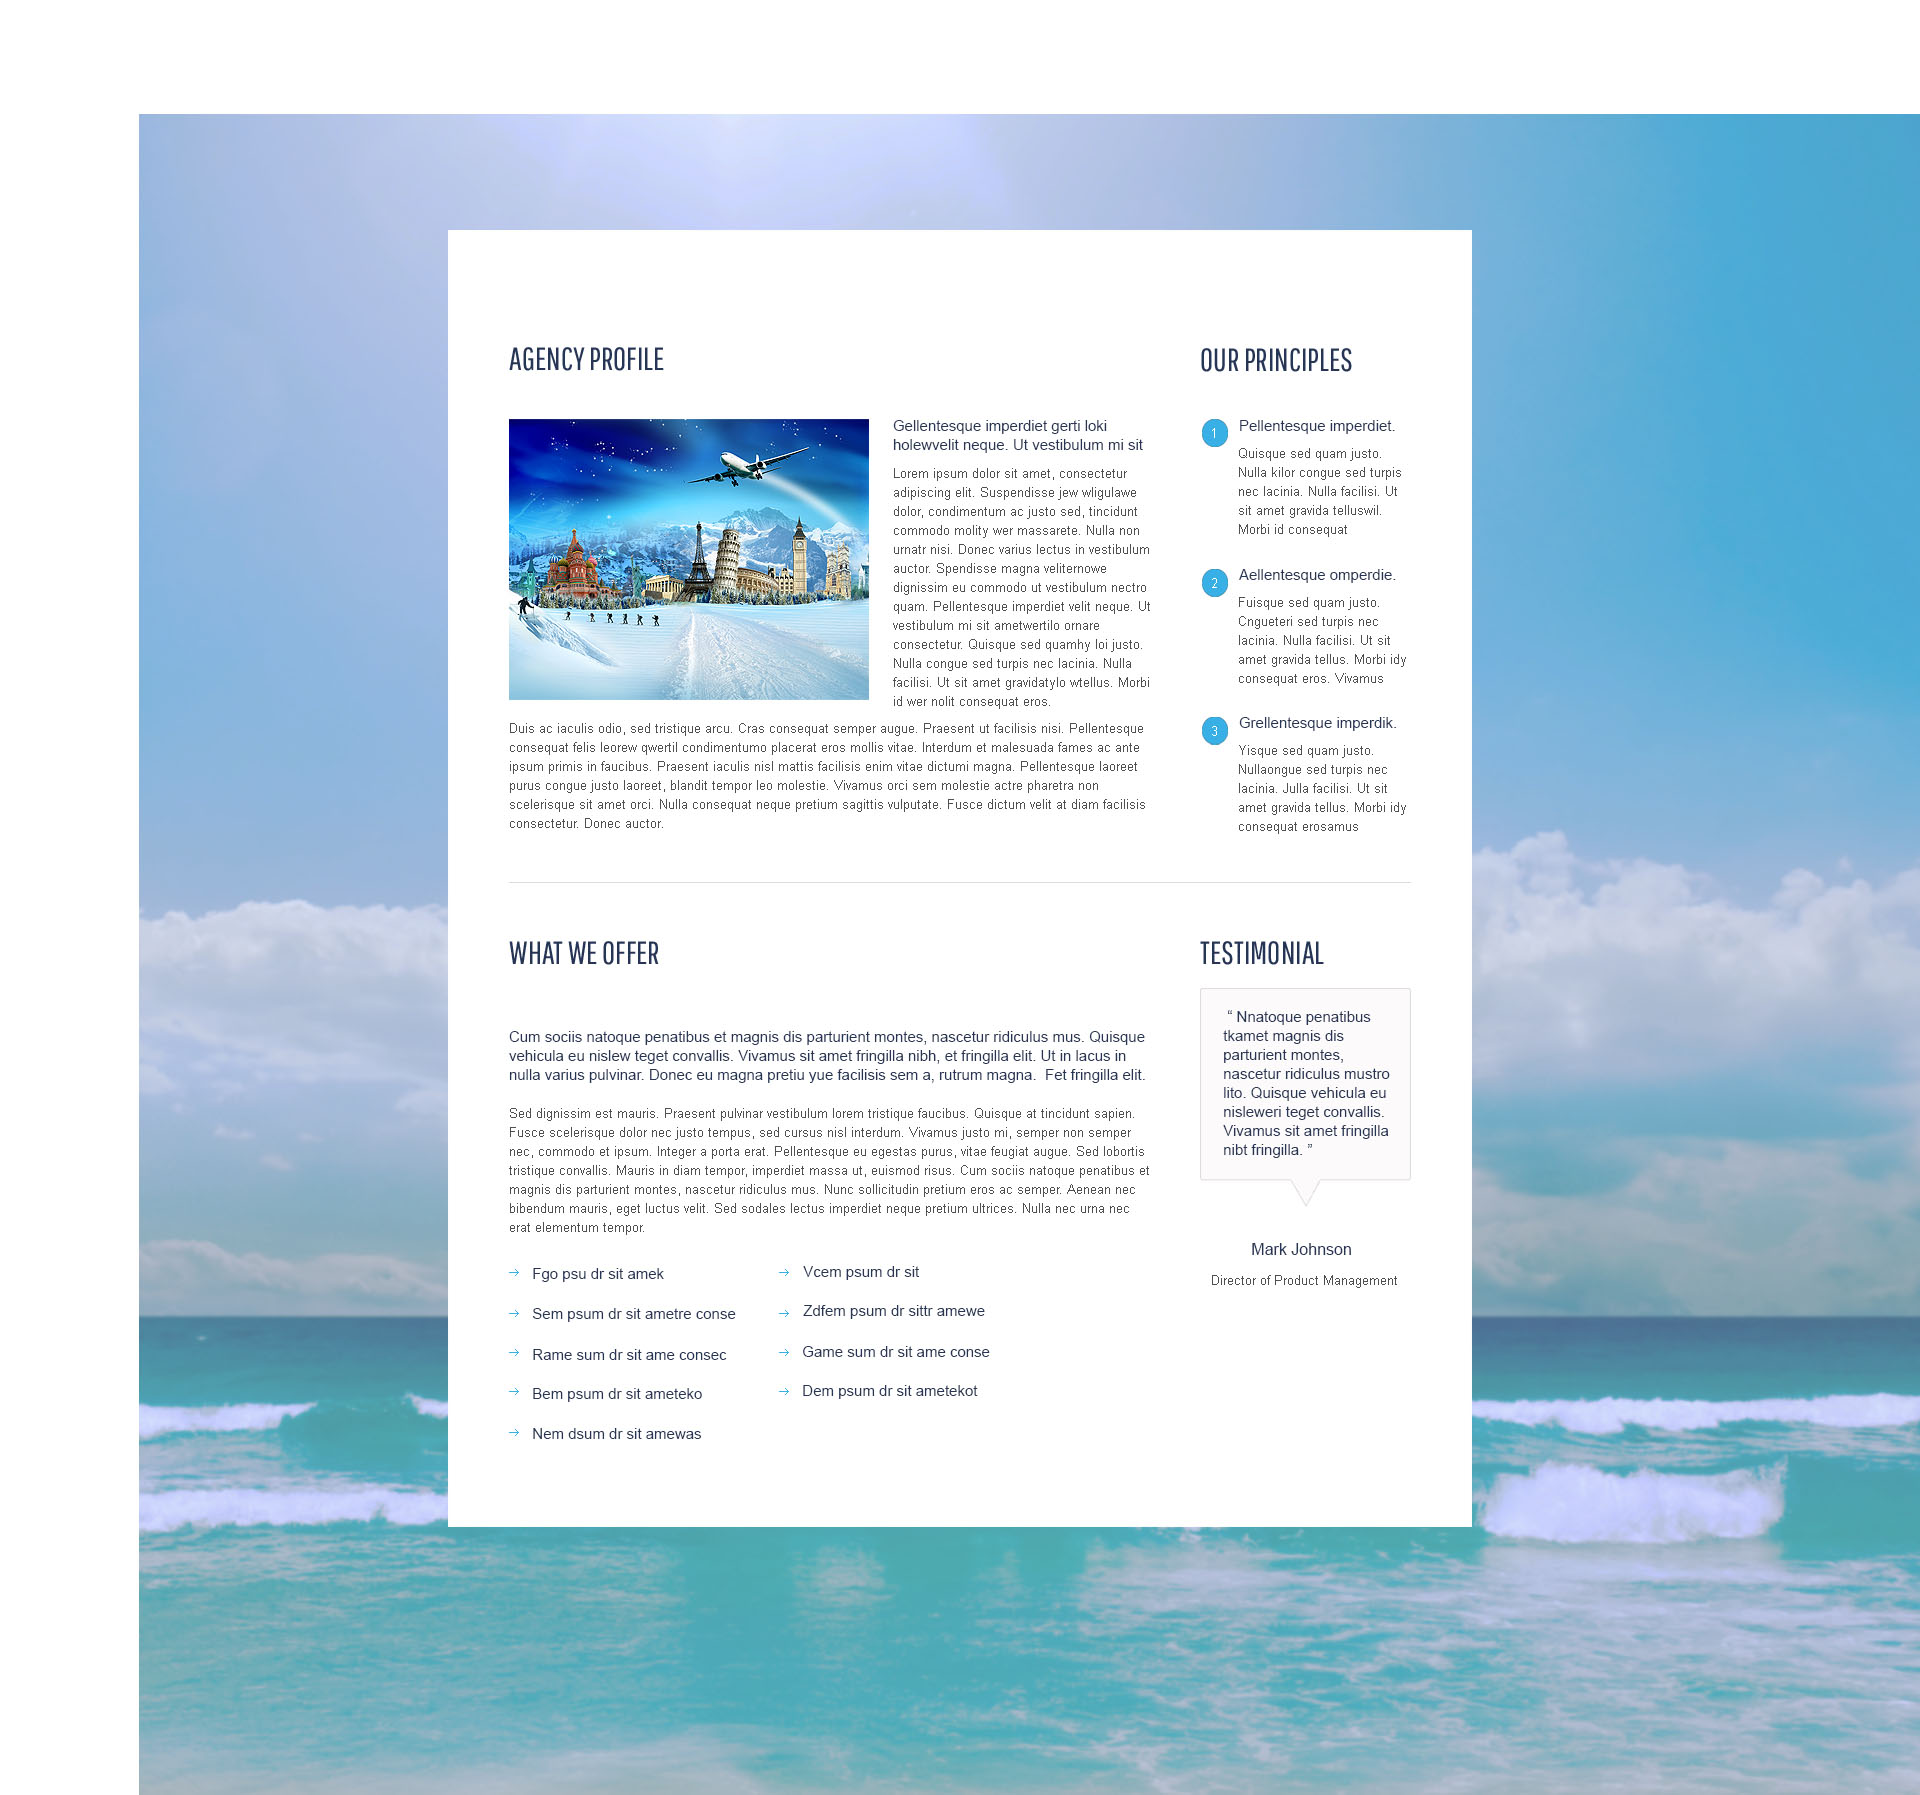 AGENCY PROFILE
Gellentesque imperdiet gerti loki
holewvelit neque. Ut vestibulum mi sit
Lorem ipsum dolor sit amet, consectetur
adipiscing elit. Suspendisse jew wligulawe
dolor, condimentum ac justo sed, tincidunt
commodo molity wer massarete. Nulla non
urnatr nisi. Donec varius lectus in vestibulum
auctor. Spendisse magna veliternowe
dignissim eu commodo ut vestibulum nectro
quam. Pellentesque imperdiet velit neque. Ut
vestibulum mi sit ametwertilo ornare
consectetur. Quisque sed quamhy loi justo.
Nulla congue sed turpis nec lacinia. Nulla
facilisi. Ut sit amet gravidatylo wtellus. Morbi
id wer nolit consequat eros.
Duis ac iaculis odio, sed tristique arcu. Cras consequat semper augue. Praesent ut facilisis nisi. Pellentesque
consequat felis leorew qwertil condimentumo placerat eros mollis vitae. Interdum et malesuada fames ac ante
ipsum primis in faucibus. Praesent iaculis nisl mattis facilisis enim vitae dictumi magna. Pellentesque laoreet
purus congue justo laoreet, blandit tempor leo molestie. Vivamus orci sem molestie actre pharetra non
scelerisque sit amet orci. Nulla consequat neque pretium sagittis vulputate. Fusce dictum velit at diam facilisis
consectetur. Donec auctor.
OUR PRINCIPLES
1 Pellentesque imperdiet.
Quisque sed quam justo.
Nulla kilor congue sed turpis
nec lacinia. Nulla facilisi. Ut
sit amet gravida telluswil.
Morbi id consequat
2 Aellentesque omperdie.
Fuisque sed quam justo.
Cngueteri sed turpis nec
lacinia. Nulla facilisi. Ut sit
amet gravida tellus. Morbi idy
consequat eros. Vivamus
3 Grellentesque imperdik.
Yisque sed quam justo.
Nullaongue sed turpis nec
lacinia. Julla facilisi. Ut sit
amet gravida tellus. Morbi idy
consequat erosamus
WHAT WE OFFER
Cum sociis natoque penatibus et magnis dis parturient montes, nascetur ridiculus mus. Quisque
vehicula eu nislew teget convallis. Vivamus sit amet fringilla nibh, et fringilla elit. Ut in lacus in
nulla varius pulvinar. Donec eu magna pretiu yue facilisis sem a, rutrum magna.  Fet fringilla elit.
Sed dignissim est mauris. Praesent pulvinar vestibulum lorem tristique faucibus. Quisque at tincidunt sapien.
Fusce scelerisque dolor nec justo tempus, sed cursus nisl interdum. Vivamus justo mi, semper non semper
nec, commodo et ipsum. Integer a porta erat. Pellentesque eu egestas purus, vitae feugiat augue. Sed lobortis
tristique convallis. Mauris in diam tempor, imperdiet massa ut, euismod risus. Cum sociis natoque penatibus et
magnis dis parturient montes, nascetur ridiculus mus. Nunc sollicitudin pretium eros ac semper. Aenean nec
bibendum mauris, eget luctus velit. Sed sodales lectus imperdiet neque pretium ultrices. Nulla nec urna nec
erat elementum tempor.
Fgo psu dr sit amek
Sem psum dr sit ametre conse
Rame sum dr sit ame consec
Bem psum dr sit ameteko
Nem dsum dr sit amewas
Vcem psum dr sit
Zdfem psum dr sittr amewe
Game sum dr sit ame conse
Dem psum dr sit ametekot
TESTIMONIAL
“ Nnatoque penatibus
tkamet magnis dis
parturient montes,
nascetur ridiculus mustro
lito. Quisque vehicula eu
nisleweri teget convallis.
Vivamus sit amet fringilla
nibt fringilla. ”
Mark Johnson
Director of Product Management